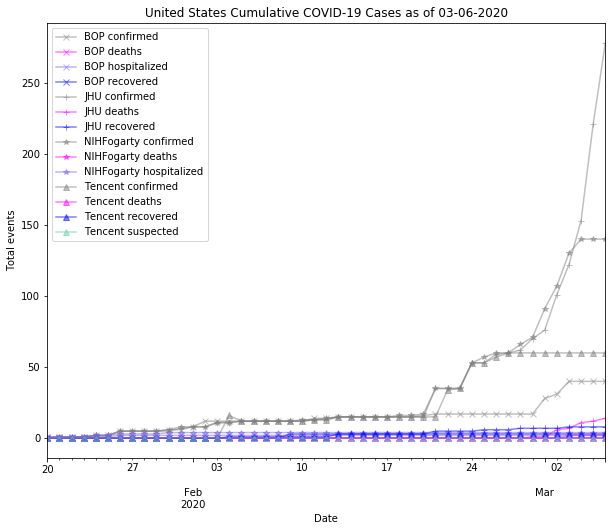 United States Cumulative COVID-19 Cases as of 03-06-2020
BOP confirmed
BOP deaths
BOP hospitalized
BOP recovered
JHU confirmed
JHU deaths
JHU recovered
NIHFogarty confirmed
NIHFogarty deaths
NIHFogarty hospitalized
Tencent confirmed
Tencent deaths
Tencent recovered
Tencent suspected
250
200
150
100
50
0
Total events
20 27 03 10 17 24 02
Feb Mar
2020
Date